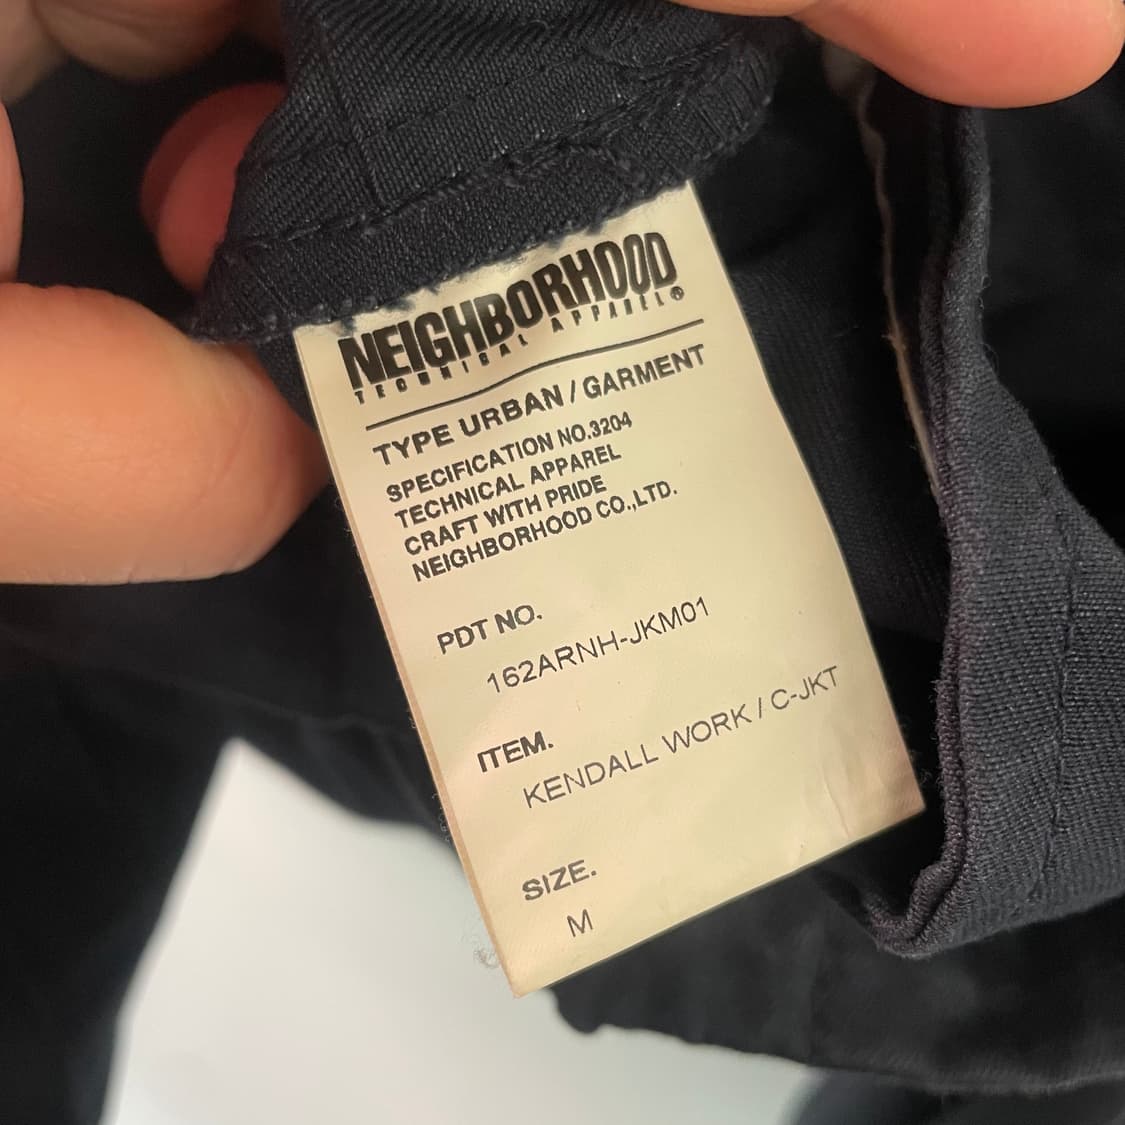 NEIGHBORHOOD
TECHNICAL APPAREL®
TYPE URBAN / GARMENT
SPECIFICATION NO.3204
TECHNICAL APPAREL
CRAFT WITH PRIDE
NEIGHBORHOOD CO.,LTD.
PDT NO.
162ARNH-JKM01
ITEM.
KENDALL WORK / C-JKT
SIZE.
M